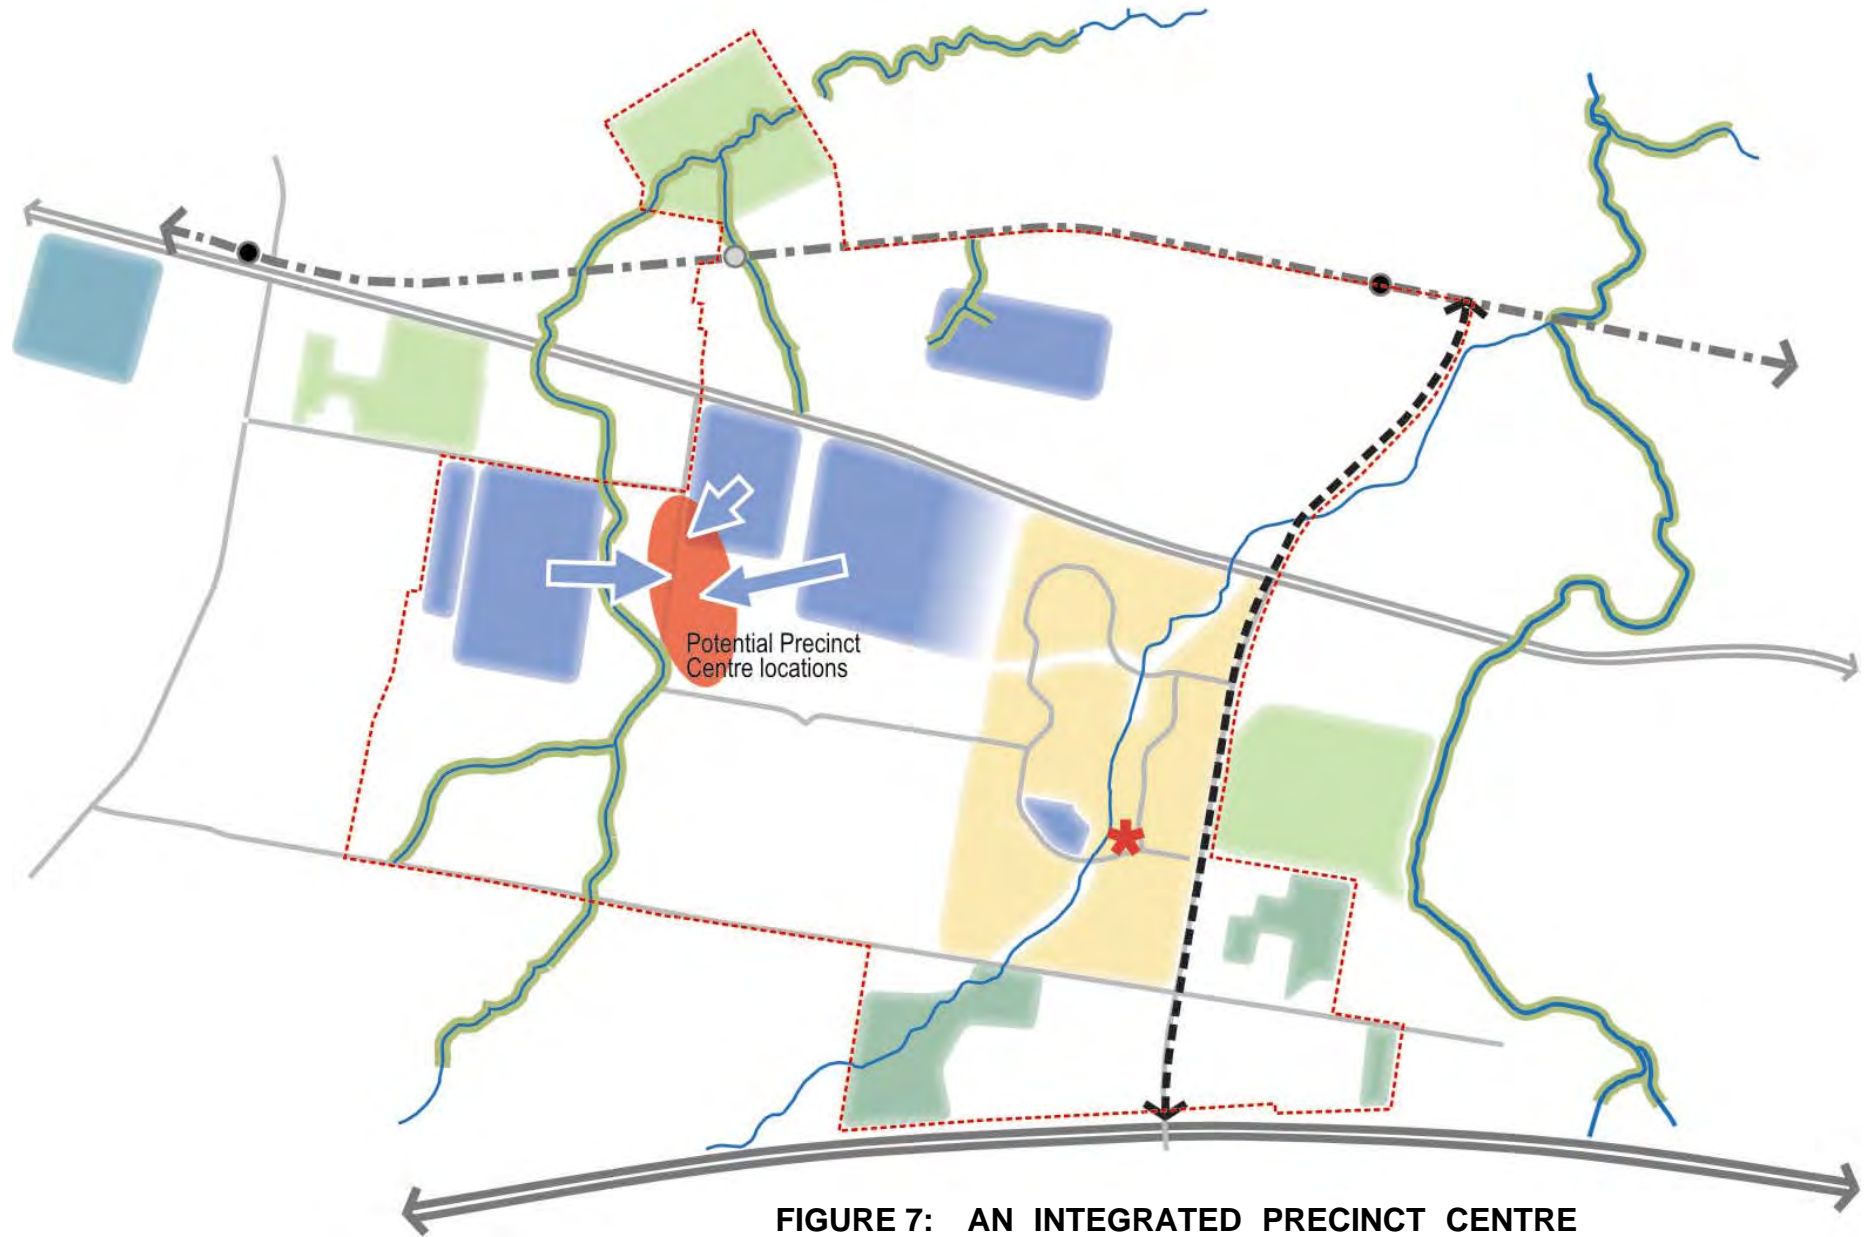 Potential Precinct
Centre locations
FIGURE 7: AN INTEGRATED PRECINCT CENTRE